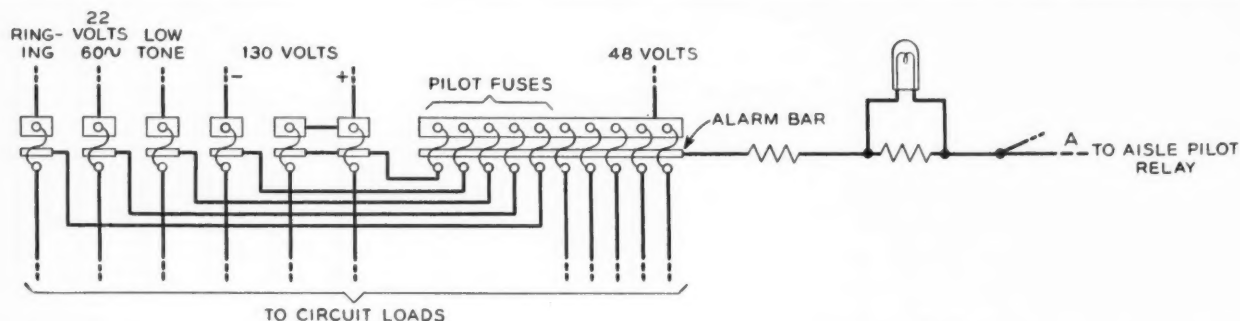 RING-
ING
22
VOLTS
60~
LOW
TONE
130 VOLTS
-
+
48 VOLTS
PILOT FUSES
ALARM BAR
A
TO AISLE PILOT
RELAY
TO CIRCUIT LOADS